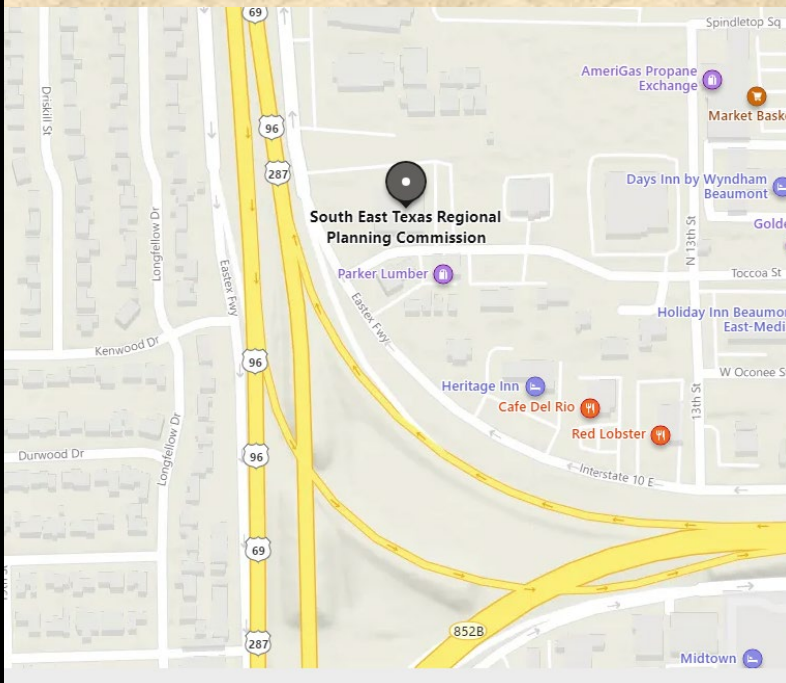 69
Spindletop Sq
AmeriGas Propane
Exchange
Driskill St
Market Baske
96
287
Days Inn by Wyndham
Beaumont
South East Texas Regional
Planning Commission
Longfellow Dr
N 13th St
Golde
Eastex Fwy
Parker Lumber
Toccoa St
Eastex Fwy
Holiday Inn Beaumon
East-Medi
Kenwood Dr
96
W Oconee S
Heritage Inn
13th St
Cafe Del Rio
Red Lobster
Longfellow Dr
Durwood Dr
96
Interstate 10 E
69
852B
287
Midtown